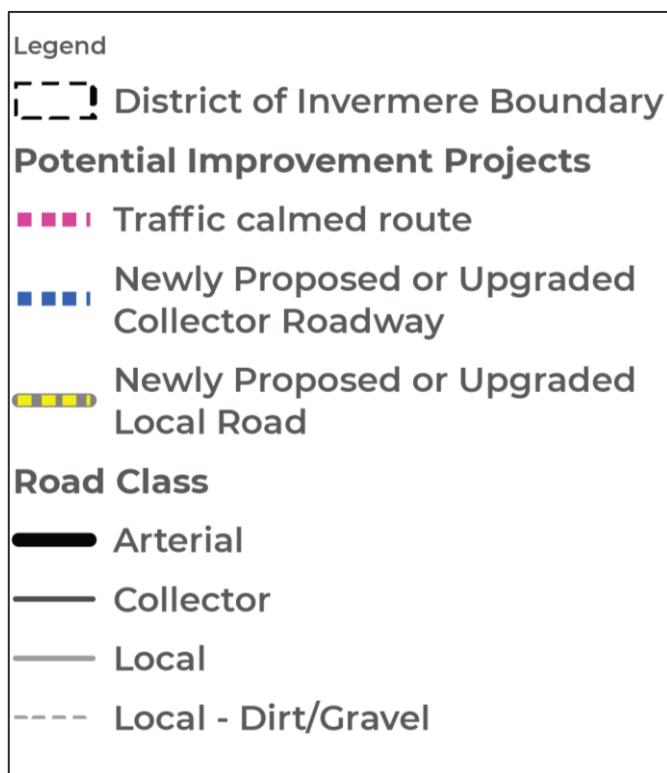 Legend
District of Invermere Boundary
Potential Improvement Projects
Traffic calmed route
Newly Proposed or Upgraded
Collector Roadway
Newly Proposed or Upgraded
Local Road
Road Class
Arterial
Collector
Local
Local - Dirt/Gravel